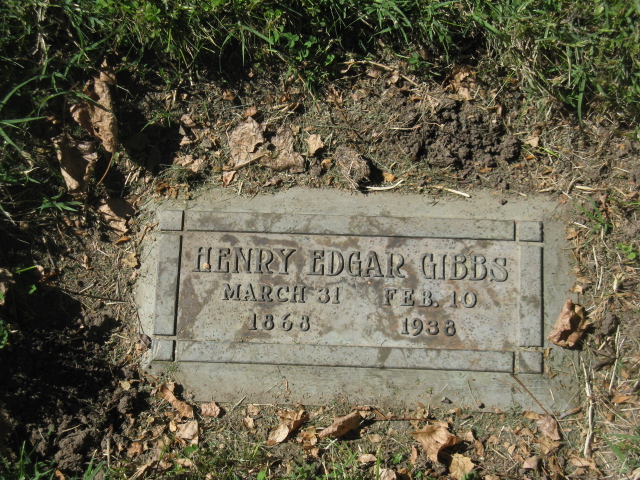 HENRY EDGAR GIBBS
MARCH 31 FEB. 10
1868 1938